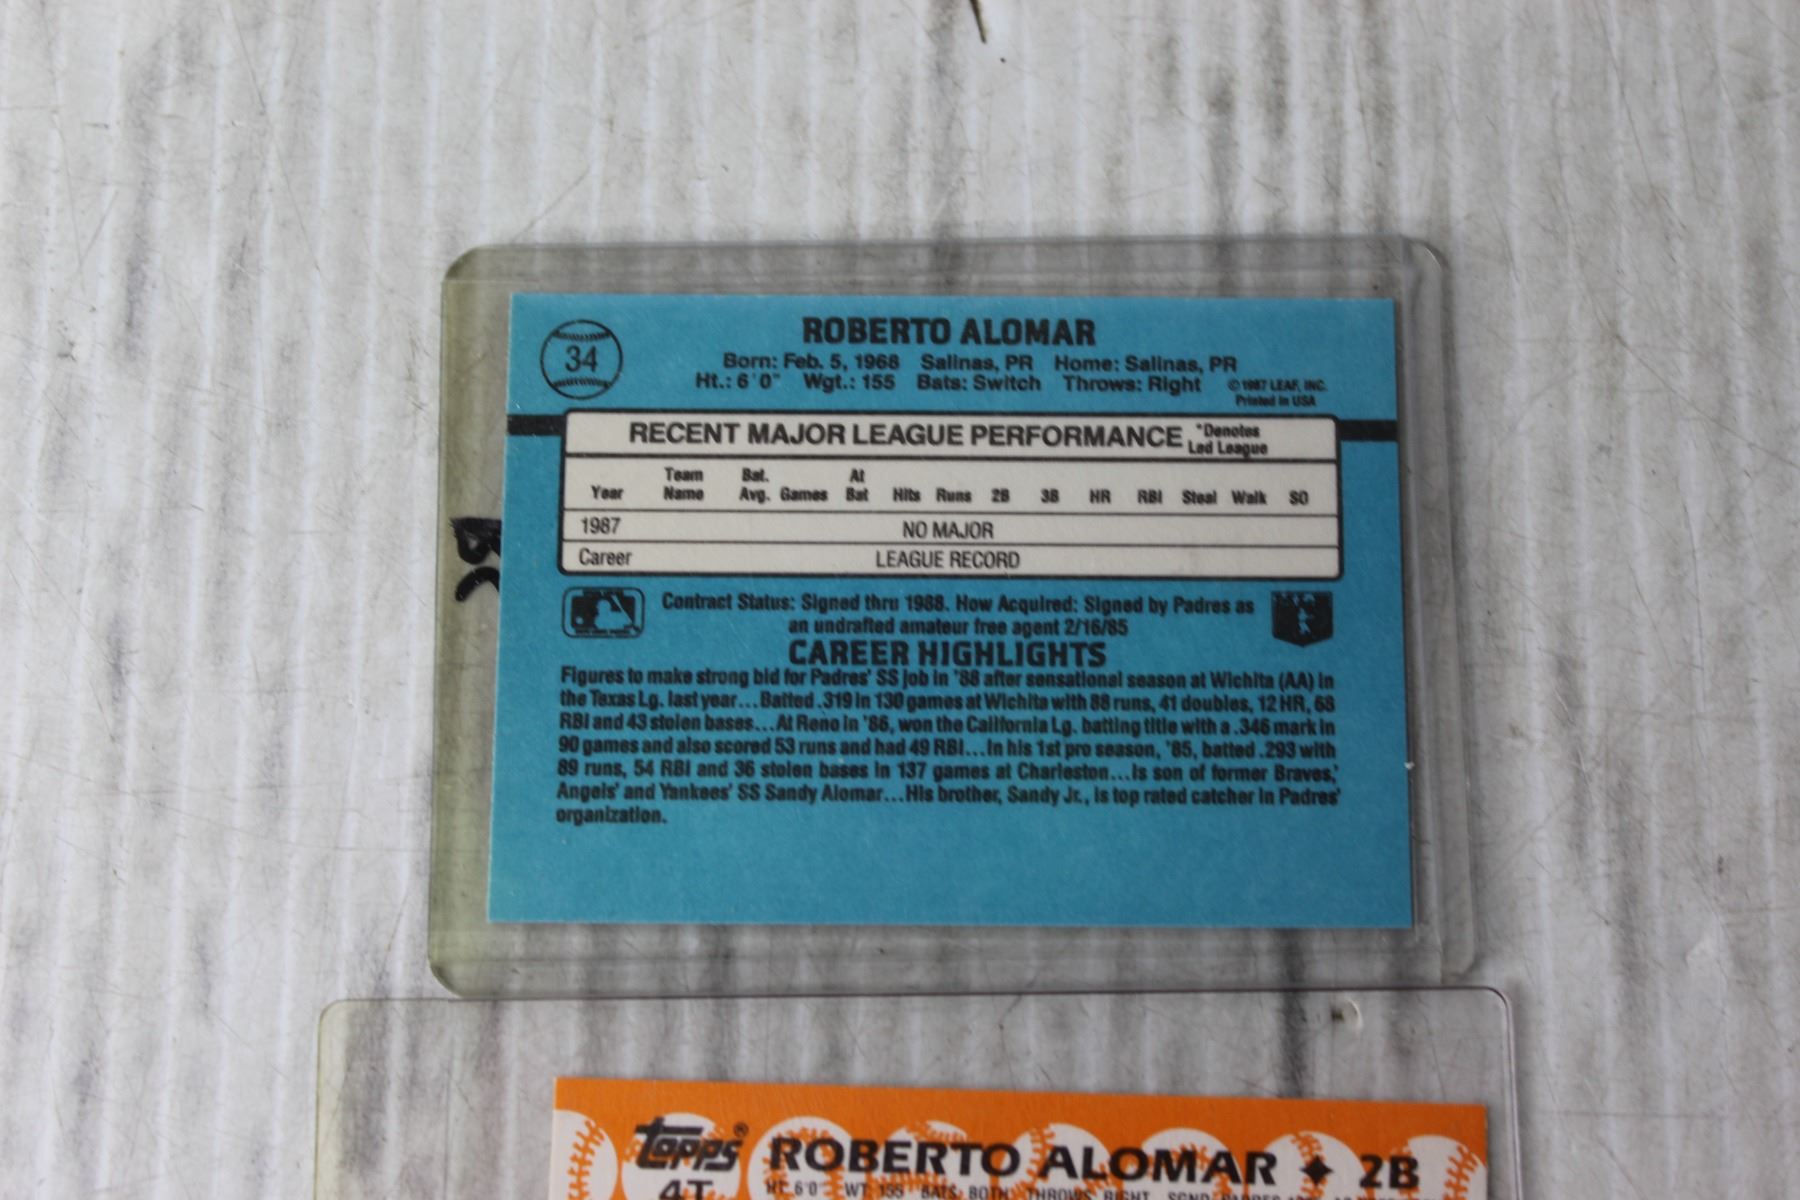 34
ROBERTO ALOMAR
Born: Feb. 5, 1968 Salinas, PR Home: Salinas, PR
Ht.: 6'0" Wgt.: 155 Bats: Switch Throws: Right
© 1987 LEAF, INC.
Printed in USA
RECENT MAJOR LEAGUE PERFORMANCE *Denotes
Led League
Team Bat. At
Year Name Avg. Games Bat Hits Runs 2B 3B HR RBI Steal Walk SO
1987 NO MAJOR
Career LEAGUE RECORD
Contract Status: Signed thru 1988. How Acquired: Signed by Padres as
an undrafted amateur free agent 2/16/85
CAREER HIGHLIGHTS
Figures to make strong bid for Padres' SS job in '88 after sensational season at Wichita (AA) in
the Texas Lg. last year...Batted .319 in 130 games at Wichita with 88 runs, 41 doubles, 12 HR, 68
RBI and 43 stolen bases...At Reno in '86, won the California Lg. batting title with a .346 mark in
90 games and also scored 53 runs and had 49 RBI...In his 1st pro season, '85, batted .293 with
89 runs, 54 RBI and 36 stolen bases in 137 games at Charleston...Is son of former Braves,'
Angels' and Yankees' SS Sandy Alomar...His brother, Sandy Jr., is top rated catcher in Padres'
organization.
topps® ROBERTO ALOMAR ✦ 2B
4T HT. 6'0" WT. 155 BATS: BOTH THROWS: RIGHT